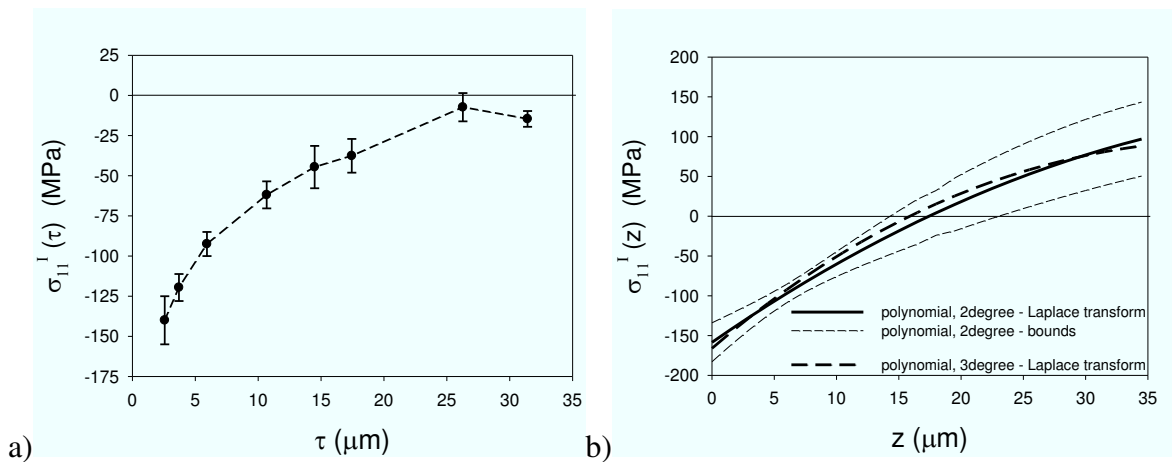 25
0
-25
-50
-75
-100
-125
-150
-175
0 5 10 15 20 25 30 35
σ₁₁ᴵ(τ) (MPa)
τ (μm)
a)
200
150
100
50
0
-50
-100
-150
-200
0 5 10 15 20 25 30 35
σ₁₁ᴵ(z) (MPa)
z (μm)
polynomial, 2degree - Laplace transform
polynomial, 2degree - bounds
polynomial, 3degree - Laplace transform
b)